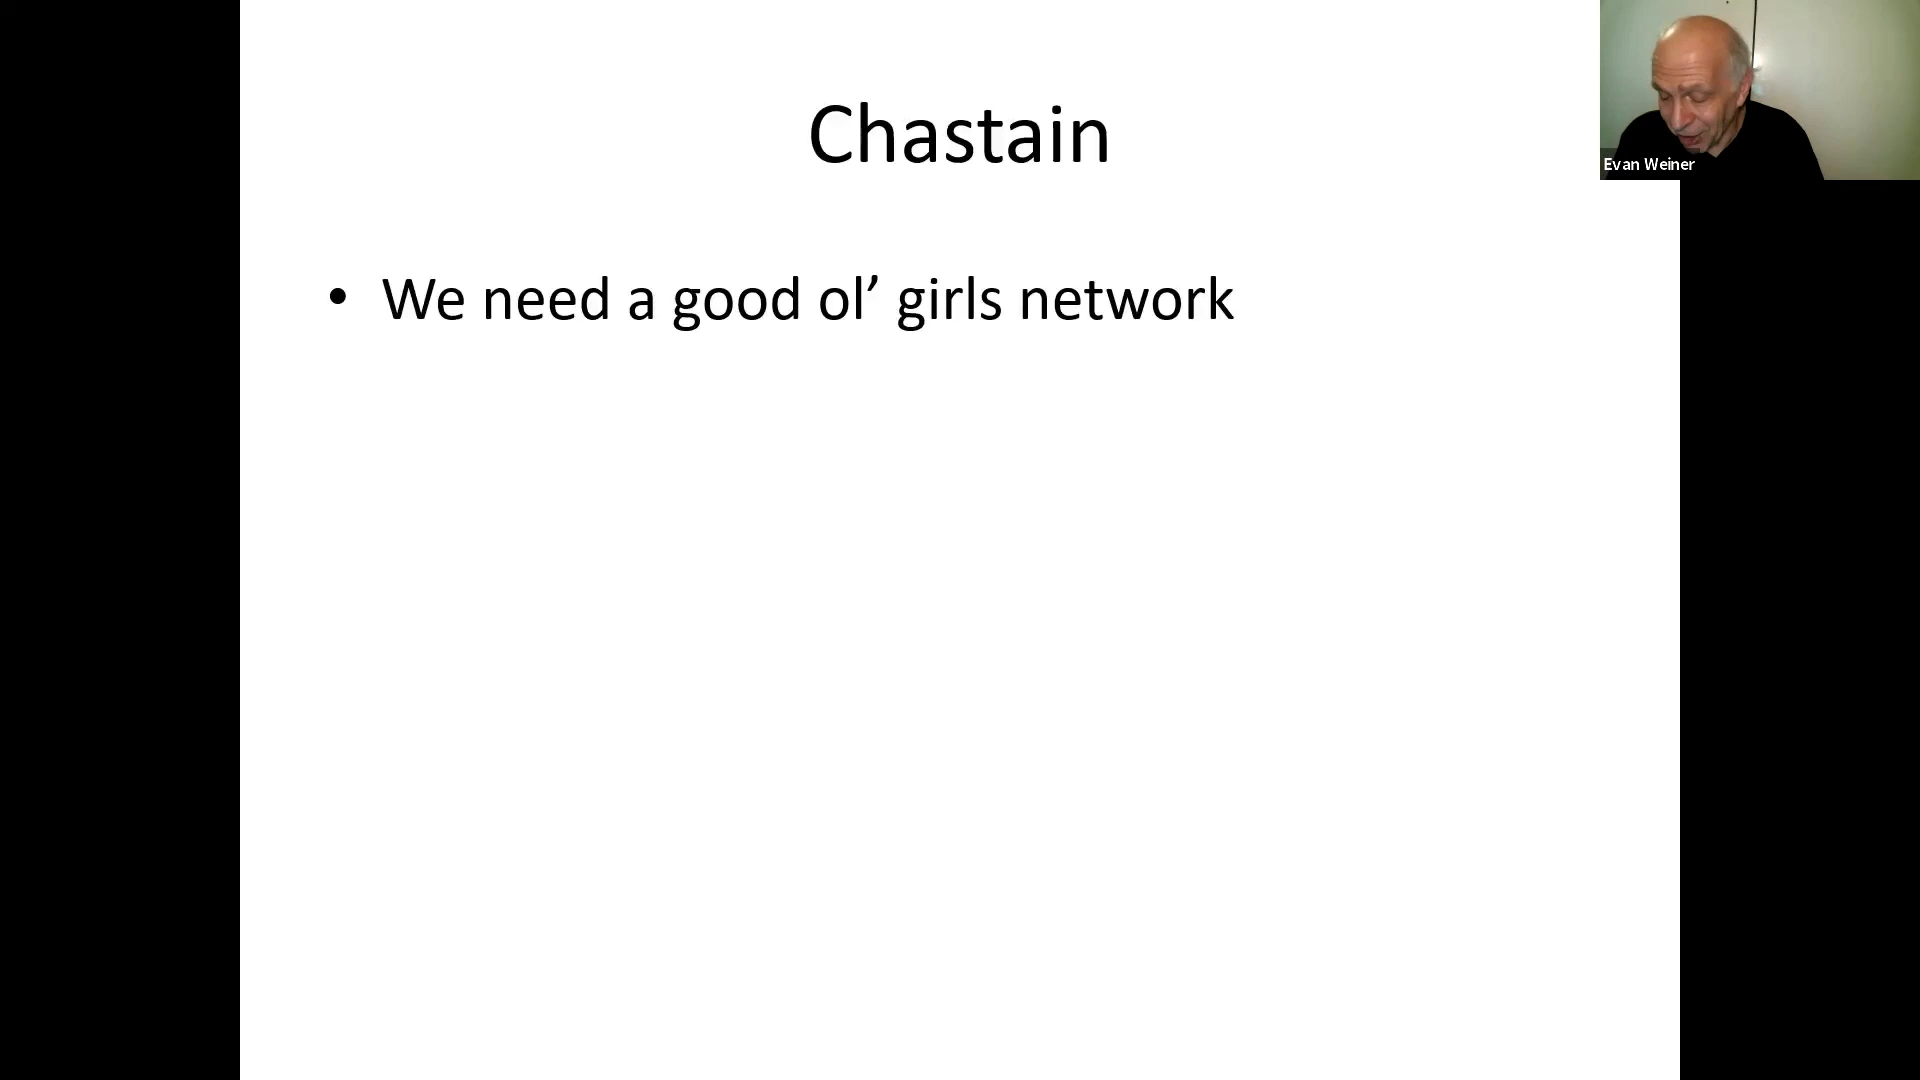 Chastain
Evan Weiner
• We need a good ol’ girls network